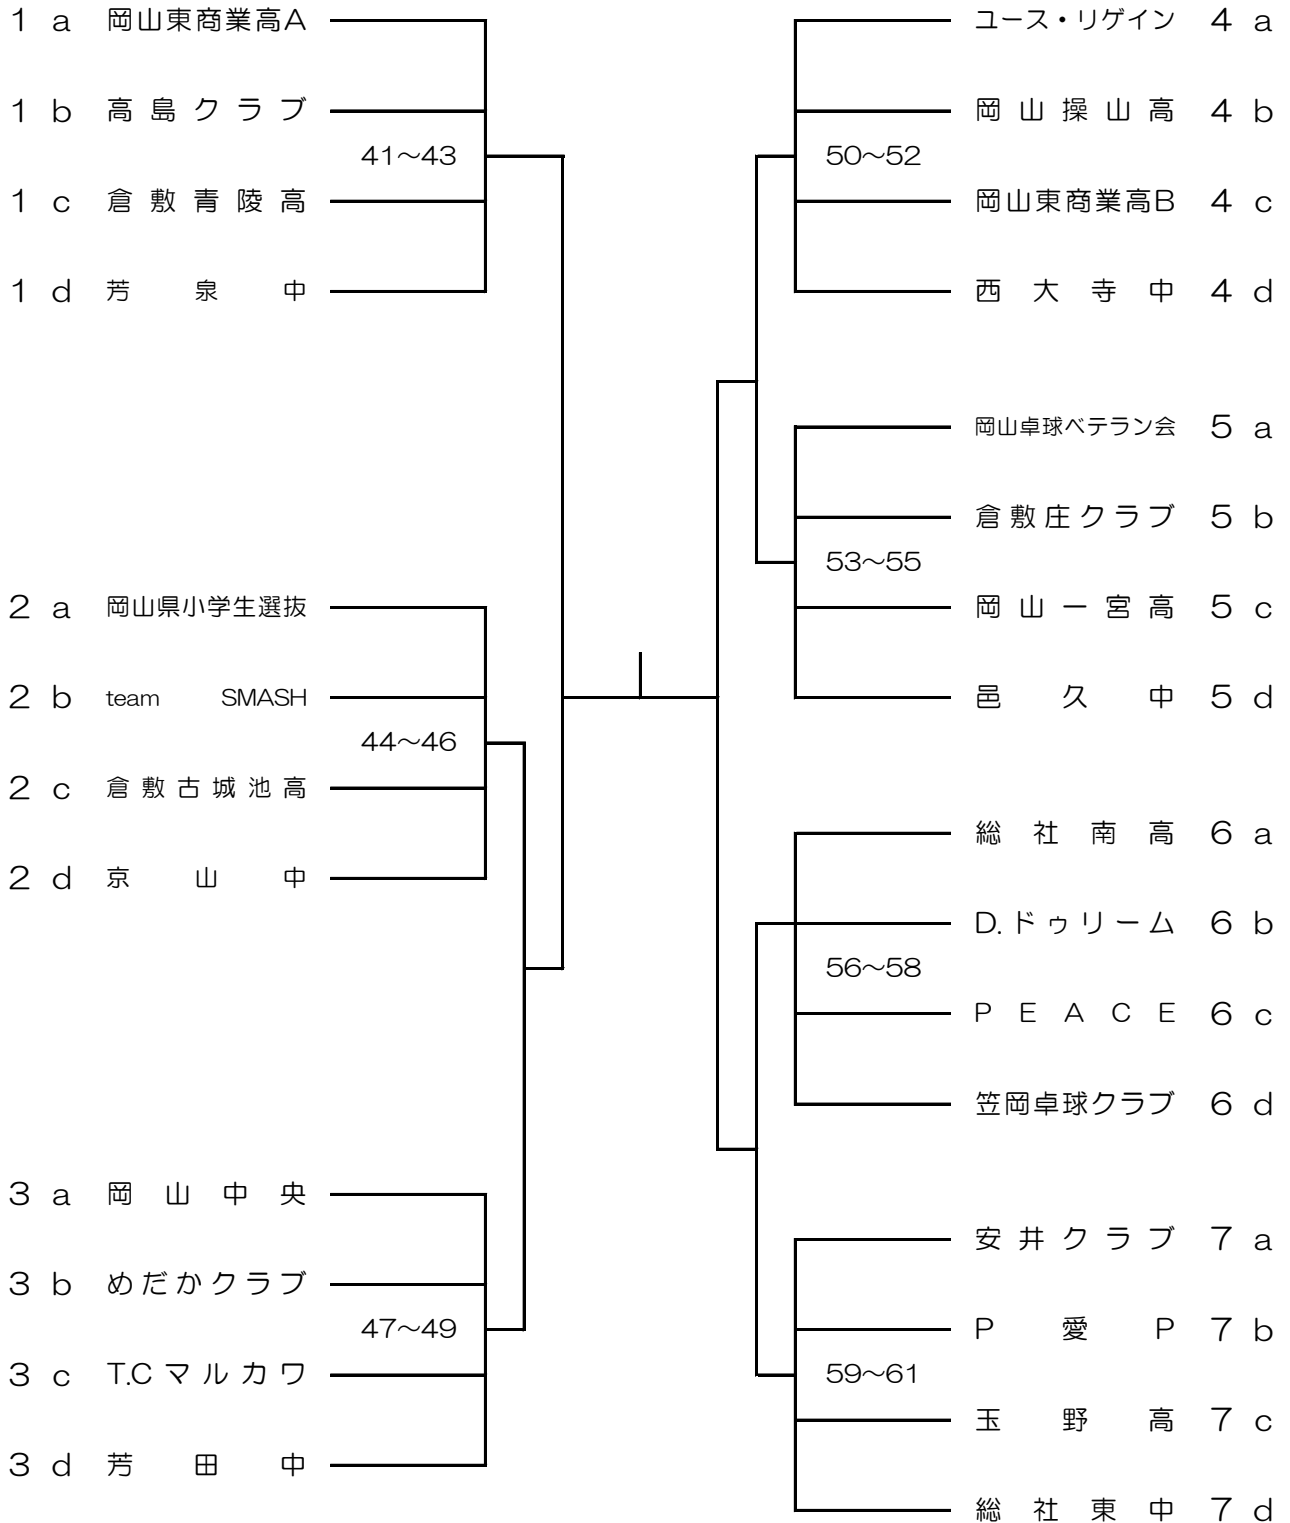 1 a 岡山東商業高A
1 b 高島クラブ
41～43
1 c 倉敷青陵高
1 d 芳泉中
2 a 岡山県小学生選抜
2 b team SMASH
44～46
2 c 倉敷古城池高
2 d 京山中
3 a 岡山中央
3 b めだかクラブ
47～49
3 c T.Cマルカワ
3 d 芳田中
ユース・リゲイン 4 a
岡山操山高 4 b
50～52
岡山東商業高B 4 c
西大寺中 4 d
岡山卓球ベテラン会 5 a
倉敷庄クラブ 5 b
53～55
岡山一宮高 5 c
邑久中 5 d
総社南高 6 a
D.ドゥリーム 6 b
56～58
PEACE 6 c
笠岡卓球クラブ 6 d
安井クラブ 7 a
P愛P 7 b
59～61
玉野高 7 c
総社東中 7 d